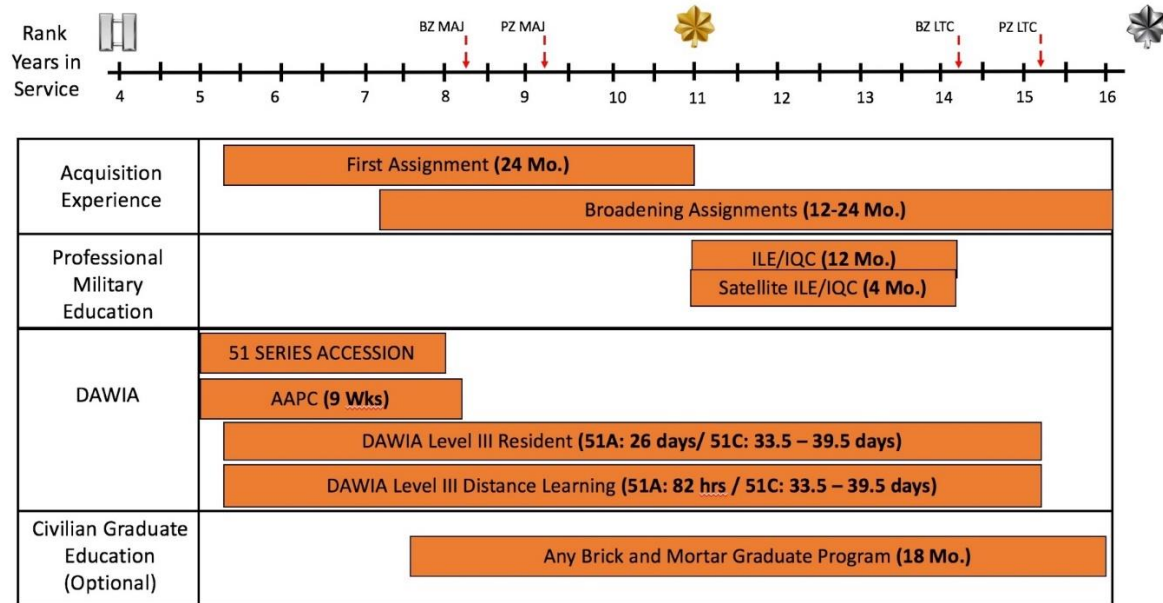 Rank
Years in
Service
BZ MAJ
PZ MAJ
BZ LTC
PZ LTC
4
5
6
7
8
9
10
11
12
13
14
15
16
Acquisition
Experience
First Assignment (24 Mo.)
Broadening Assignments (12-24 Mo.)
Professional
Military
Education
ILE/IQC (12 Mo.)
Satellite ILE/IQC (4 Mo.)
DAWIA
51 SERIES ACCESSION
AAPC (9 Wks)
DAWIA Level III Resident (51A: 26 days/ 51C: 33.5 – 39.5 days)
DAWIA Level III Distance Learning (51A: 82 hrs / 51C: 33.5 – 39.5 days)
Civilian Graduate
Education
(Optional)
Any Brick and Mortar Graduate Program (18 Mo.)